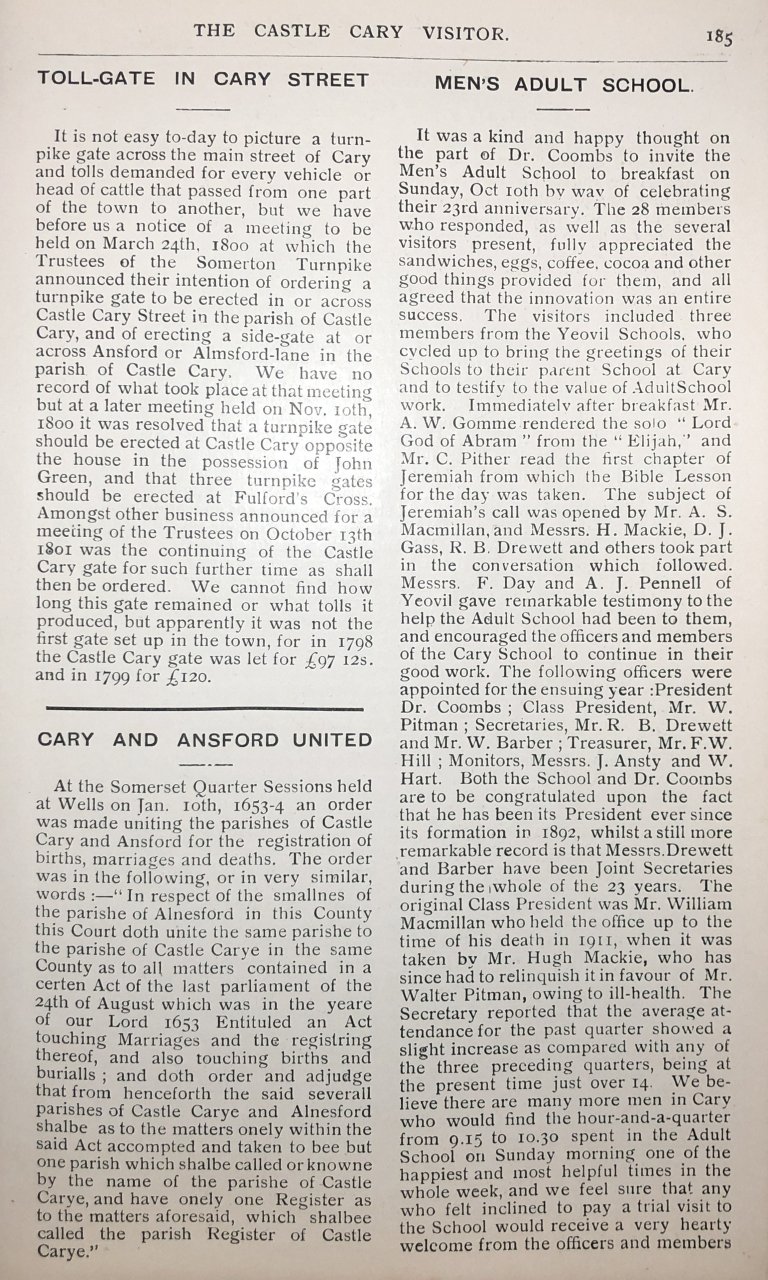 THE CASTLE CARY VISITOR.
185
TOLL-GATE IN CARY STREET
It is not easy to-day to picture a turn-
pike gate across the main street of Cary
and tolls demanded for every vehicle or
head of cattle that passed from one part
of the town to another, but we have
before us a notice of a meeting to be
held on March 24th, 1800 at which the
Trustees of the Somerton Turnpike
announced their intention of ordering a
turnpike gate to be erected in or across
Castle Cary Street in the parish of Castle
Cary, and of erecting a side-gate at or
across Ansford or Almsford-lane in the
parish of Castle Cary. We have no
record of what took place at that meeting
but at a later meeting held on Nov. 10th,
1800 it was resolved that a turnpike gate
should be erected at Castle Cary opposite
the house in the possession of John
Green, and that three turnpike gates
should be erected at Fulford's Cross.
Amongst other business announced for a
meeting of the Trustees on October 13th
1801 was the continuing of the Castle
Cary gate for such further time as shall
then be ordered. We cannot find how
long this gate remained or what tolls it
produced, but apparently it was not the
first gate set up in the town, for in 1798
the Castle Cary gate was let for £97 12s.
and in 1799 for £120.
CARY AND ANSFORD UNITED
At the Somerset Quarter Sessions held
at Wells on Jan. 10th, 1653-4 an order
was made uniting the parishes of Castle
Cary and Ansford for the registration of
births, marriages and deaths. The order
was in the following, or in very similar,
words :—“ In respect of the smallnes of
the parishe of Alnesford in this County
this Court doth unite the same parishe to
the parishe of Castle Carye in the same
County as to all matters contained in a
certen Act of the last parliament of the
24th of August which was in the yeare
of our Lord 1653 Entituled an Act
touching Marriages and the registring
thereof, and also touching births and
burialls ; and doth order and adjudge
that from henceforth the said severall
parishes of Castle Carye and Alnesford
shalbe as to the matters onely within the
said Act accompted and taken to bee but
one parish which shalbe called or knowne
by the name of the parishe of Castle
Carye, and have onely one Register as
to the matters aforesaid, which shalbee
called the parish Register of Castle
Carye.”
MEN'S ADULT SCHOOL.
It was a kind and happy thought on
the part of Dr. Coombs to invite the
Men's Adult School to breakfast on
Sunday, Oct 10th by way of celebrating
their 23rd anniversary. The 28 members
who responded, as well as the several
visitors present, fully appreciated the
sandwiches, eggs, coffee, cocoa and other
good things provided for them, and all
agreed that the innovation was an entire
success. The visitors included three
members from the Yeovil Schools, who
cycled up to bring the greetings of their
Schools to their parent School at Cary
and to testify to the value of AdultSchool
work. Immediately after breakfast Mr.
A. W. Gomme rendered the solo “ Lord
God of Abram ” from the “ Elijah,” and
Mr. C. Pither read the first chapter of
Jeremiah from which the Bible Lesson
for the day was taken. The subject of
Jeremiah's call was opened by Mr. A. S.
Macmillan, and Messrs. H. Mackie, D. J.
Gass, R. B. Drewett and others took part
in the conversation which followed.
Messrs. F. Day and A. J. Pennell of
Yeovil gave remarkable testimony to the
help the Adult School had been to them,
and encouraged the officers and members
of the Cary School to continue in their
good work. The following officers were
appointed for the ensuing year :President
Dr. Coombs ; Class President, Mr. W.
Pitman ; Secretaries, Mr. R. B. Drewett
and Mr. W. Barber ; Treasurer, Mr. F.W.
Hill ; Monitors, Messrs. J. Ansty and W.
Hart. Both the School and Dr. Coombs
are to be congratulated upon the fact
that he has been its President ever since
its formation in 1892, whilst a still more
remarkable record is that Messrs.Drewett
and Barber have been Joint Secretaries
during the whole of the 23 years. The
original Class President was Mr. William
Macmillan who held the office up to the
time of his death in 1911, when it was
taken by Mr. Hugh Mackie, who has
since had to relinquish it in favour of Mr.
Walter Pitman, owing to ill-health. The
Secretary reported that the average at-
tendance for the past quarter showed a
slight increase as compared with any of
the three preceding quarters, being at
the present time just over 14. We be-
lieve there are many more men in Cary
who would find the hour-and-a-quarter
from 9.15 to 10.30 spent in the Adult
School on Sunday morning one of the
happiest and most helpful times in the
whole week, and we feel sure that any
who felt inclined to pay a trial visit to
the School would receive a very hearty
welcome from the officers and members